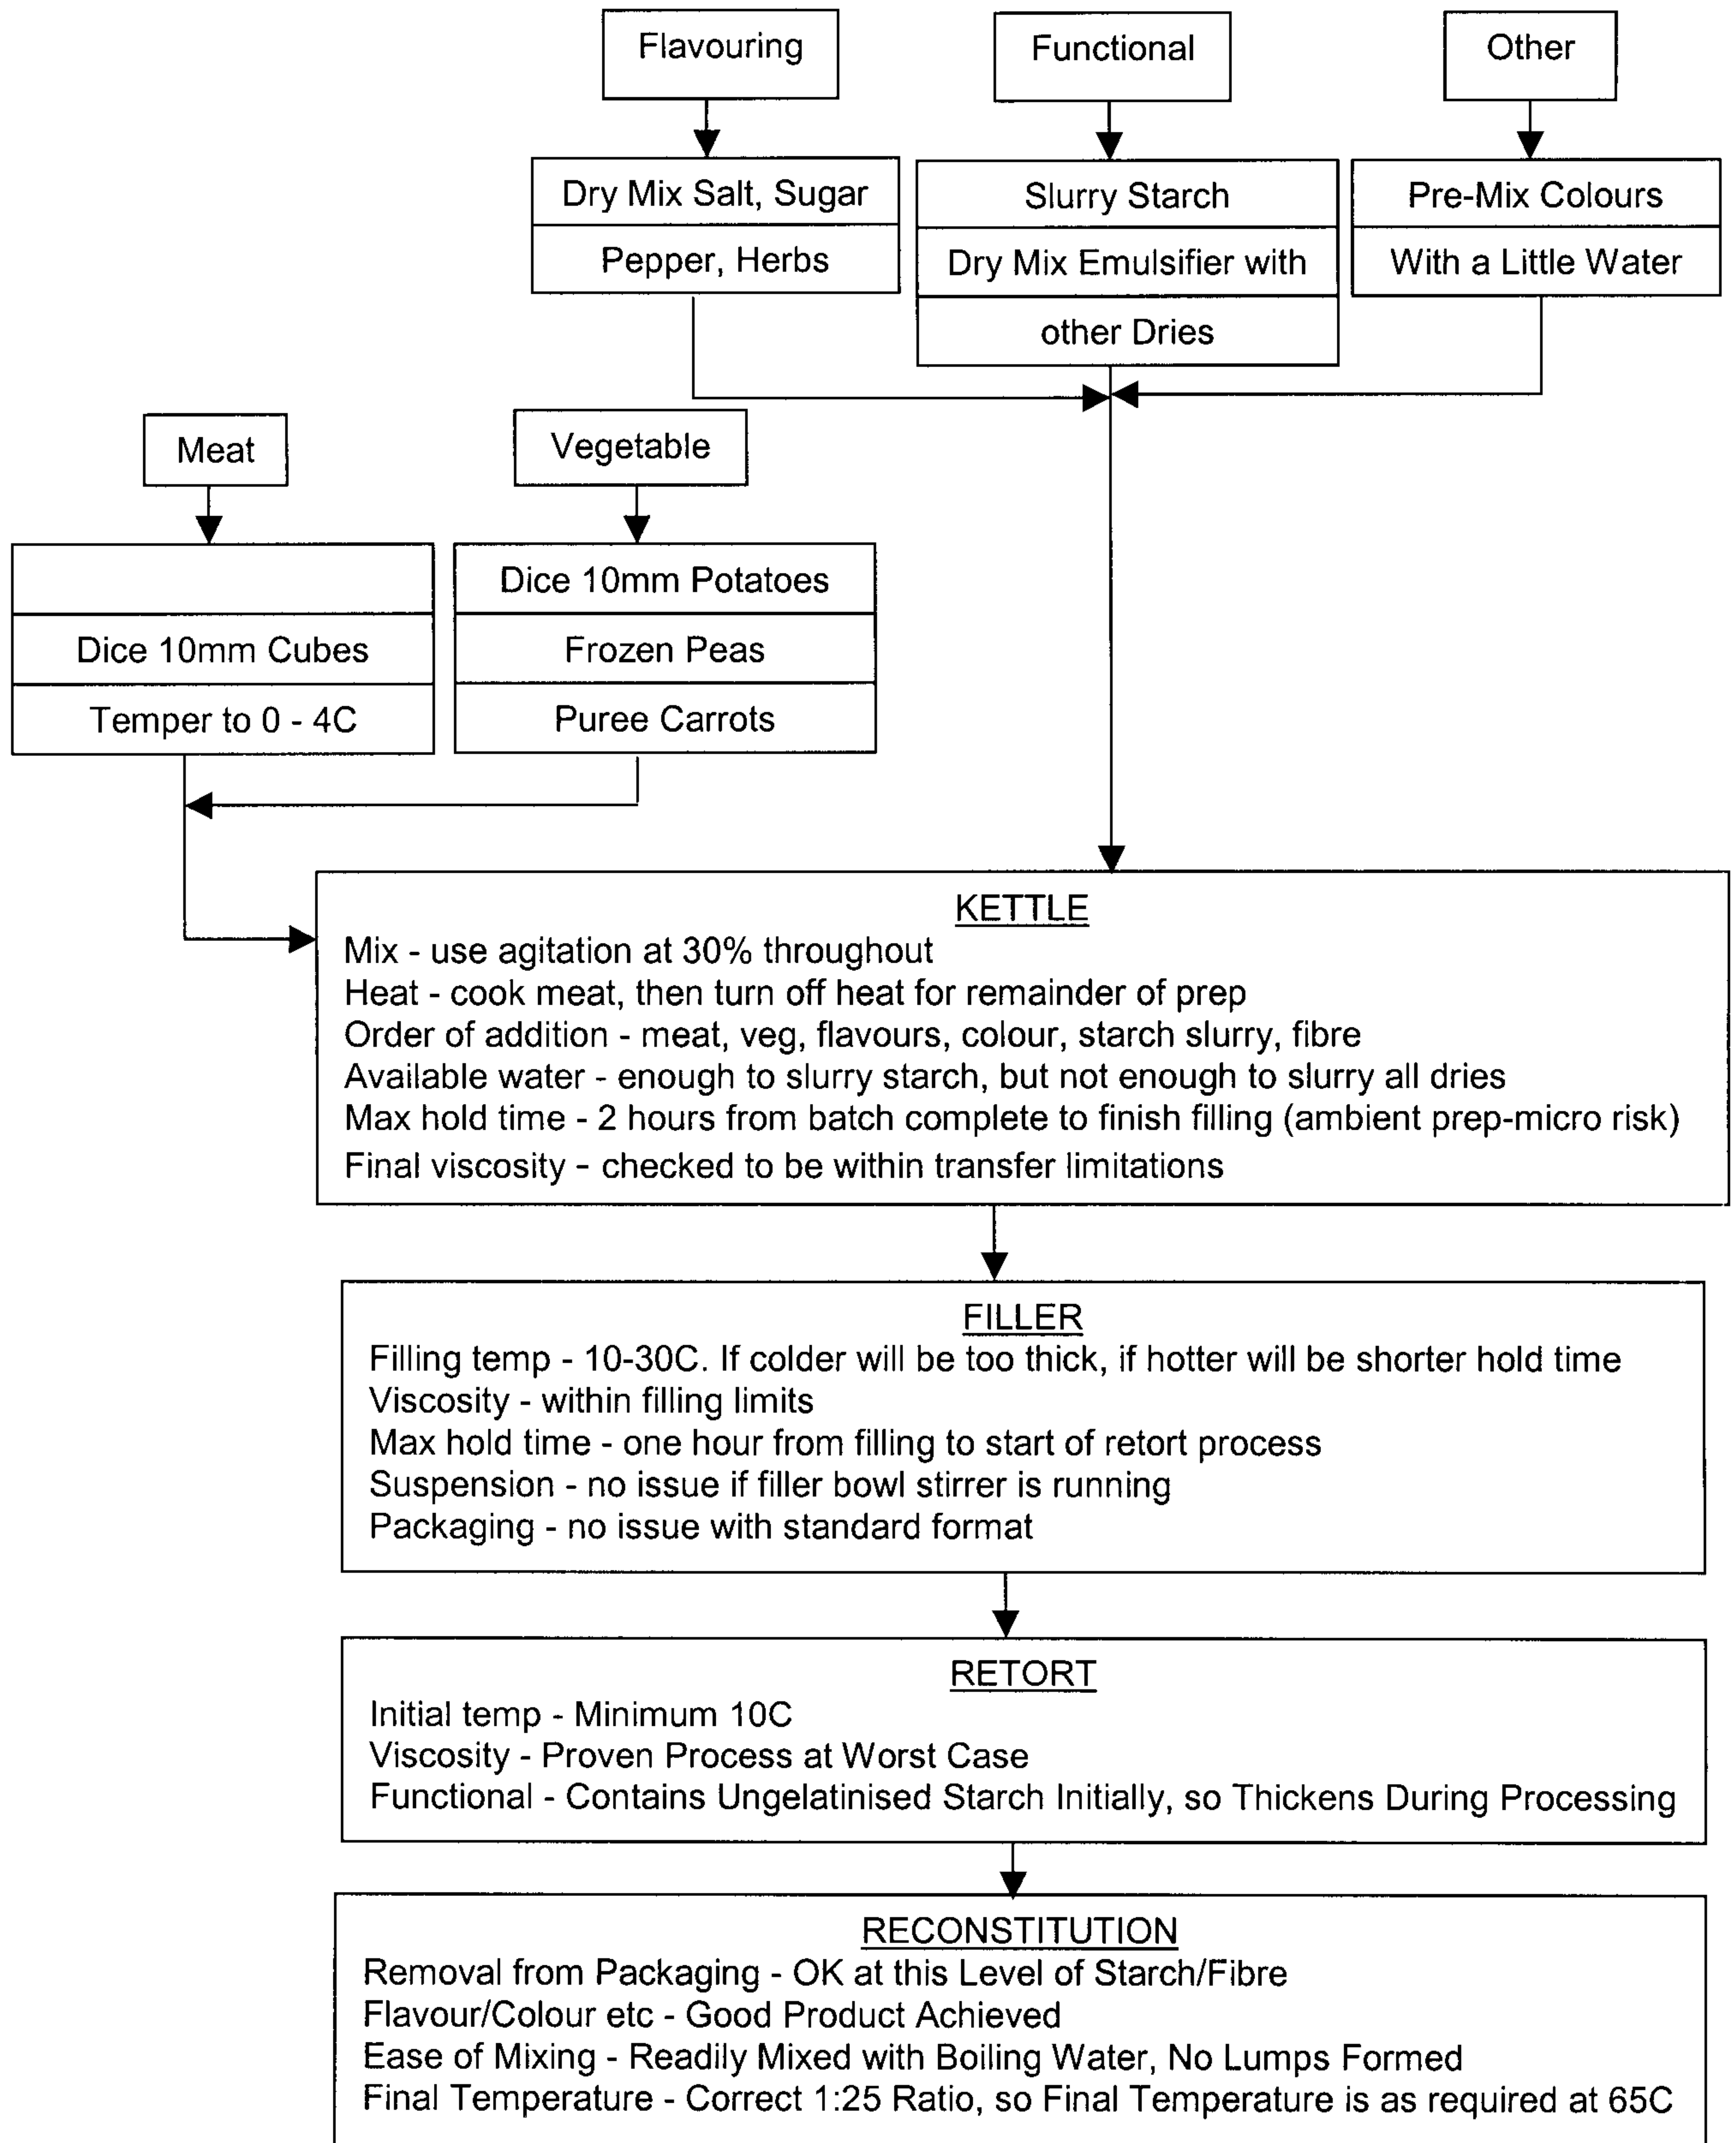 Flavouring
Functional
Other
Dry Mix Salt, Sugar
Pepper, Herbs
Slurry Starch
Dry Mix Emulsifier with
other Dries
Pre-Mix Colours
With a Little Water
Meat
Vegetable
Dice 10mm Cubes
Temper to 0 - 4C
Dice 10mm Potatoes
Frozen Peas
Puree Carrots
KETTLE
Mix - use agitation at 30% throughout
Heat - cook meat, then turn off heat for remainder of prep
Order of addition - meat, veg, flavours, colour, starch slurry, fibre
Available water - enough to slurry starch, but not enough to slurry all dries
Max hold time - 2 hours from batch complete to finish filling (ambient prep-micro risk)
Final viscosity - checked to be within transfer limitations
FILLER
Filling temp - 10-30C. If colder will be too thick, if hotter will be shorter hold time
Viscosity - within filling limits
Max hold time - one hour from filling to start of retort process
Suspension - no issue if filler bowl stirrer is running
Packaging - no issue with standard format
RETORT
Initial temp - Minimum 10C
Viscosity - Proven Process at Worst Case
Functional - Contains Ungelatinised Starch Initially, so Thickens During Processing
RECONSTITUTION
Removal from Packaging - OK at this Level of Starch/Fibre
Flavour/Colour etc - Good Product Achieved
Ease of Mixing - Readily Mixed with Boiling Water, No Lumps Formed
Final Temperature - Correct 1:25 Ratio, so Final Temperature is as required at 65C